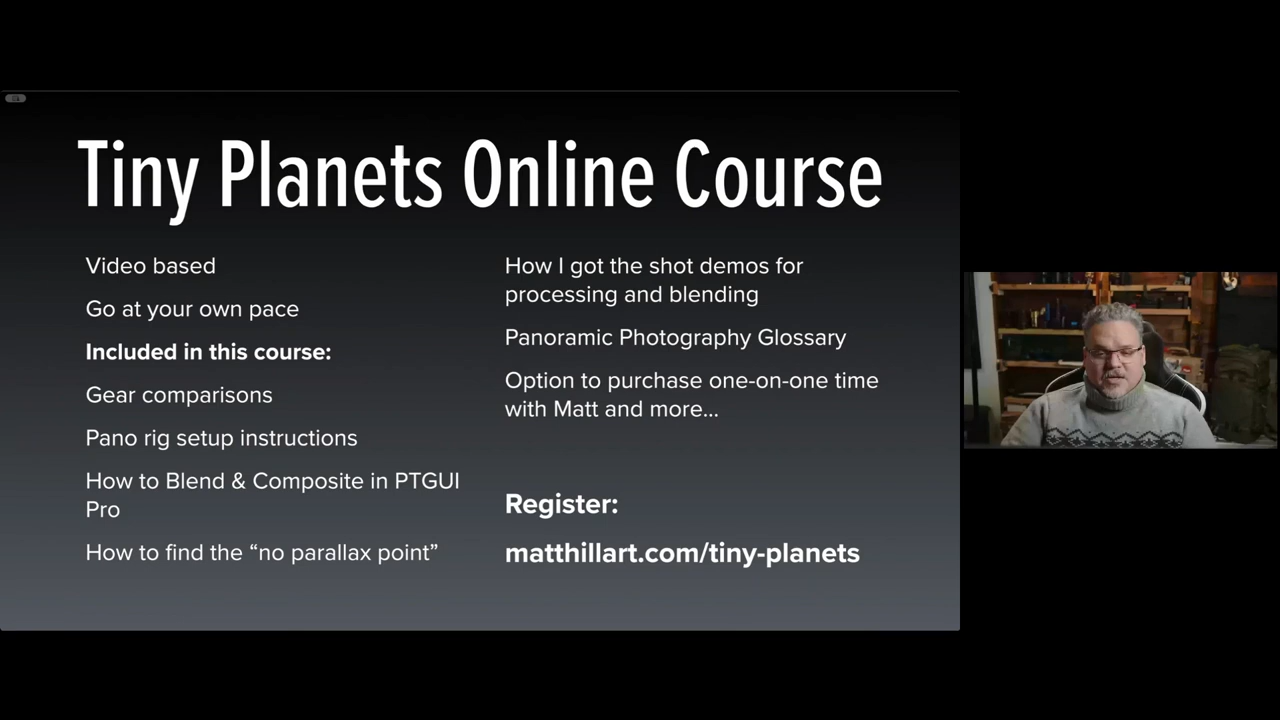 Tiny Planets Online Course
Video based
Go at your own pace
Included in this course:
Gear comparisons
Pano rig setup instructions
How to Blend & Composite in PTGUI
Pro
How to find the “no parallax point”
How I got the shot demos for
processing and blending
Panoramic Photography Glossary
Option to purchase one-on-one time
with Matt and more...
Register:
matthillart.com/tiny-planets